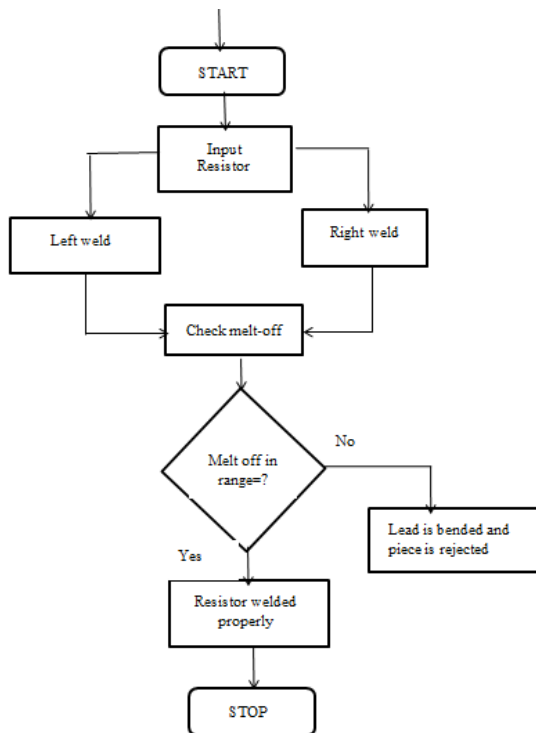 START
Input
Resistor
Left weld
Right weld
Check melt-off
Melt off in
range=?
No
Lead is bended and
piece is rejected
Yes
Resistor welded
properly
STOP